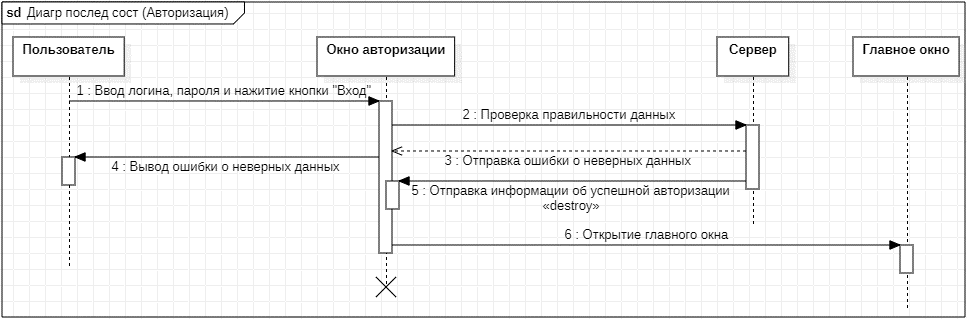 sd Диагр послед сост (Авторизация)
Пользователь
Окно авторизации
Сервер
Главное окно
1 : Ввод логина, пароля и нажитие кнопки "Вход"
2 : Проверка правильности данных
3 : Отправка ошибки о неверных данных
4 : Вывод ошибки о неверных данных
5 : Отправка информации об успешной авторизации
«destroy»
6 : Открытие главного окна